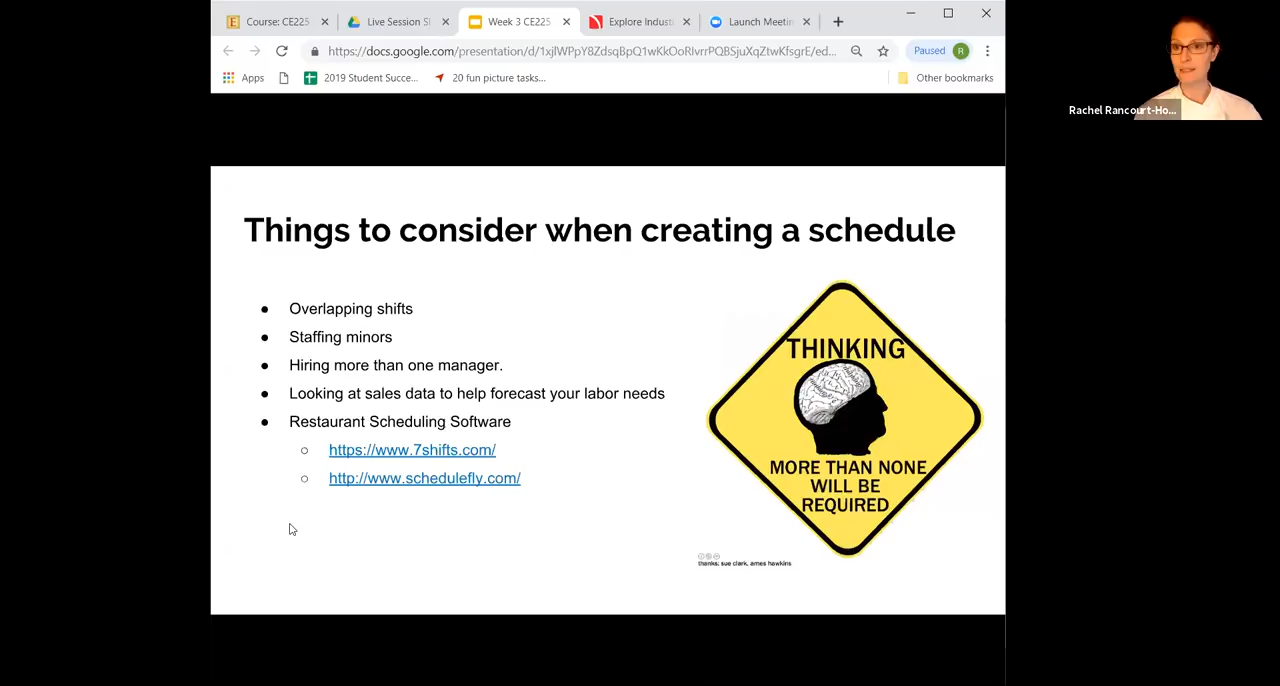 Course: CE225
Live Session Sl
Week 3 CE225
Explore Indust
Launch Meetin
https://docs.google.com/presentation/d/1xjlWPpY8ZdsqBpQ1wKkOoRIvrrPQBSjuXqZtwKfsgrE/ed...
Paused
R
Apps
2019 Student Succe...
20 fun picture tasks...
Other bookmarks
Rachel Rancourt-Ho...
Things to consider when creating a schedule
● Overlapping shifts
● Staffing minors
● Hiring more than one manager.
● Looking at sales data to help forecast your labor needs
● Restaurant Scheduling Software
○ https://www.7shifts.com/
○ http://www.schedulefly.com/
THINKING
MORE THAN NONE
WILL BE
REQUIRED
thanks: sue clark, ames hawkins